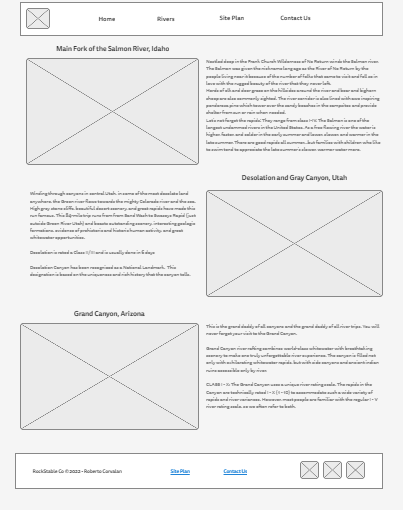 Home Rivers Site Plan Contact Us
Main Fork of the Salmon River, Idaho
Nestled deep in the Frank Church Wilderness of No Return is the Salmon river.
The Salmon was given the nickname long ago as the River of No Return by the
people living near it because of the number of folks that came to visit and fell so in
love with the rugged beauty of the river that they never left.
Herds of elk and deer graze on the hillsides around the river and bear and bighorn
sheep are also commonly sighted. The river corridor is also lined with awe inspiring
ponderosa pine which tower over the sandy beaches in the campsites and provide
shelter from sun or rain when needed.
Let's not forget the rapids! They range from class I-IV. The Salmon is one of the
longest undammed rivers in the United States. As a free flowing river the water is
higher, faster and colder in the early summer and lower, slower and warmer in the
late summer. There are good rapids all summer, but families with children who like
to swim tend to appreciate the late summer's slower, warmer water more.
Desolation and Gray Canyon, Utah
Winding through canyons in central Utah, in some of the most desolate land
anywhere, the Green river flows towards the mighty Colorado river and the sea.
High gray stone cliffs, beautiful desert scenery, and great rapids have made this
run famous. This 84 mile trip runs from from Sand Wash to Swaseys Rapid (just
outside Green River Utah) and boasts outstanding scenery, interesting geologic
formations, evidence of prehistoric and historic human activity, and great
whitewater opportunities.
Desolation is rated a Class II/III and is usually done in 6 days
Desolation Canyon has been recognized as a National Landmark. This
designation is based on the uniqueness and rich history that the canyon tells.
Grand Canyon, Arizona
This is the grand daddy of all canyons and the grand daddy of all river trips. You will
never forget your visit to the Grand Canyon.
Grand Canyon river rafting combines world-class whitewater with breathtaking
scenery to make one truly unforgettable river experience. The canyon is filled not
only with exhilarating whitewater rapids, but with side canyons and ancient indian
ruins accessible only by river.
CLASS I - X: The Grand Canyon uses a unique river rating scale. The rapids in the
Canyon are technically rated I - X (1 - 10) to accommodate such a wide variety of
rapids and river variances. However, most people are familiar with the regular I - V
river rating scale, so we often refer to both.
RockStable Co ©2022 • Roberto Corvalan Site Plan Contact Us